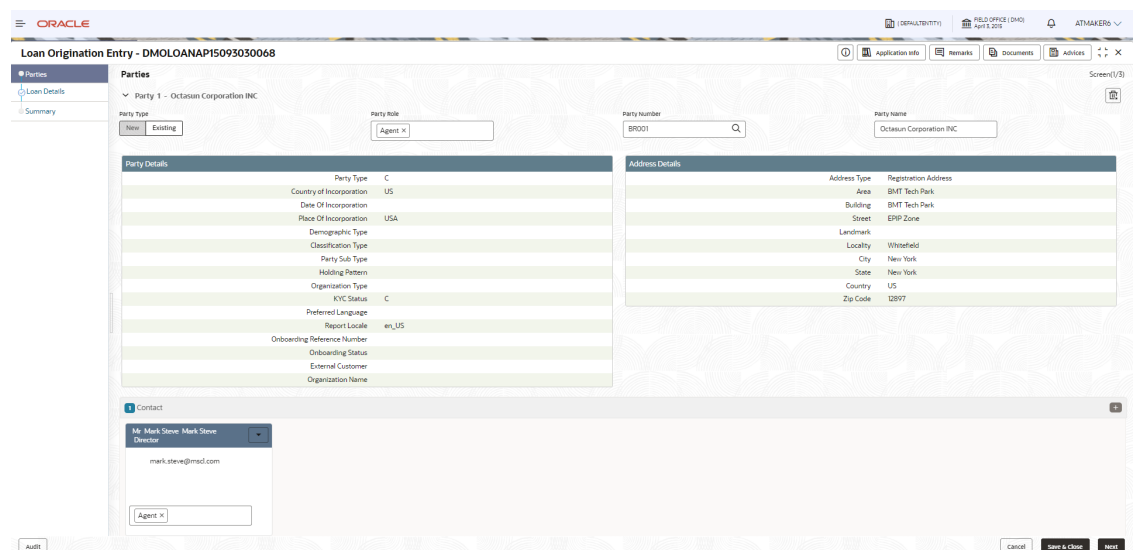 ORACLE
(DEFAULTENTITY)
FIELD OFFICE (DMO)
April 3, 2015
ATMAKER6
Loan Origination Entry - DMOLOANAP15093030068
Application Info
Remarks
Documents
Advices
Parties
Loan Details
Summary
Parties
Screen(1/3)
Party 1 - Octasun Corporation INC
Party Type
Party Role
Party Number
Party Name
New
Existing
Agent ×
BR001
Octasun Corporation INC
Party Details
Party Type C
Country of Incorporation US
Date Of Incorporation
Place Of Incorporation USA
Demographic Type
Classification Type
Party Sub Type
Holding Pattern
Organization Type
KYC Status C
Preferred Language
Report Locale en_US
Onboarding Reference Number
Onboarding Status
External Customer
Organization Name
Address Details
Address Type Registration Address
Area BMT Tech Park
Building BMT Tech Park
Street EPIP Zone
Landmark
Locality Whitefield
City New York
State New York
Country US
Zip Code 12897
1 Contact
Mr Mark Steve Mark Steve
Director
mark.steve@mscl.com
Agent ×
Audit
Cancel
Save & Close
Next